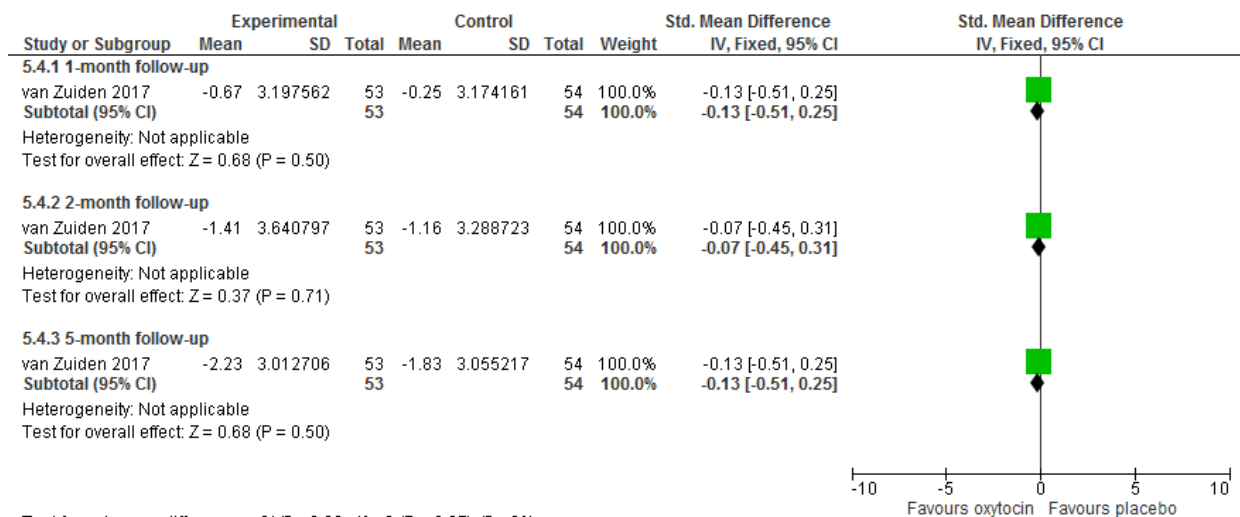 Experimental Control Std. Mean Difference Std. Mean Difference
Study or Subgroup Mean SD Total Mean SD Total Weight IV, Fixed, 95% CI IV, Fixed, 95% CI
5.4.1 1-month follow-up
van Zuiden 2017 -0.67 3.197562 53 -0.25 3.174161 54 100.0% -0.13 [-0.51, 0.25]
Subtotal (95% CI) 53 54 100.0% -0.13 [-0.51, 0.25]
Heterogeneity: Not applicable
Test for overall effect: Z = 0.68 (P = 0.50)
5.4.2 2-month follow-up
van Zuiden 2017 -1.41 3.640797 53 -1.16 3.288723 54 100.0% -0.07 [-0.45, 0.31]
Subtotal (95% CI) 53 54 100.0% -0.07 [-0.45, 0.31]
Heterogeneity: Not applicable
Test for overall effect: Z = 0.37 (P = 0.71)
5.4.3 5-month follow-up
van Zuiden 2017 -2.23 3.012706 53 -1.83 3.055217 54 100.0% -0.13 [-0.51, 0.25]
Subtotal (95% CI) 53 54 100.0% -0.13 [-0.51, 0.25]
Heterogeneity: Not applicable
Test for overall effect: Z = 0.68 (P = 0.50)
-10 -5 0 5 10
Favours oxytocin Favours placebo